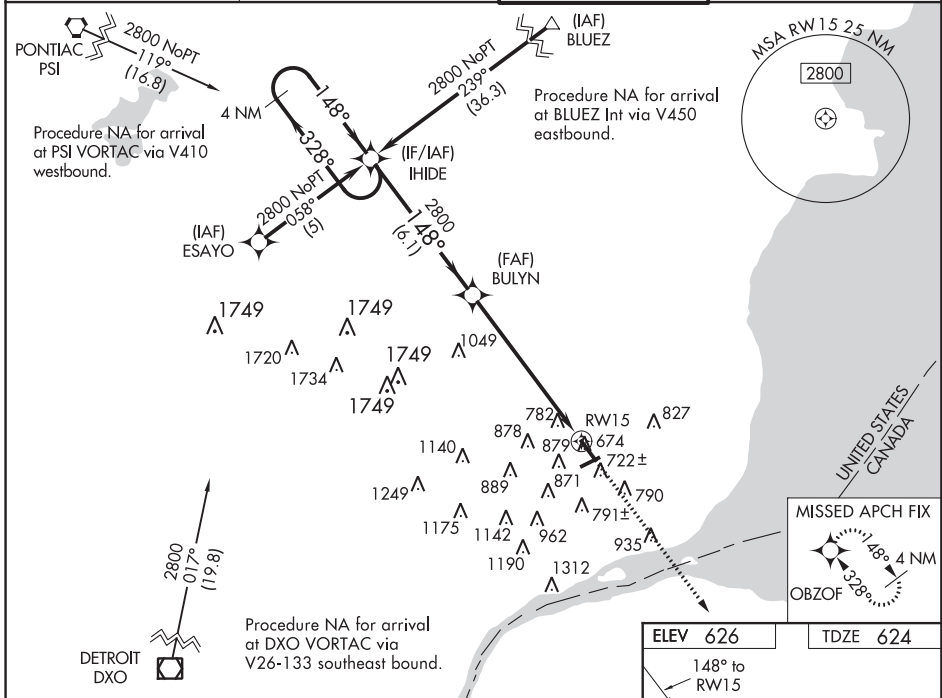 PONTIAC
PSI
2800 NoPT
119°
(16.8)
(IAF)
BLUEZ
2800 NoPT
239°
(36.3)
MSA RW15 25 NM
2800
4 NM
148°
328°
Procedure NA for arrival
at PSI VORTAC via V410
westbound.
Procedure NA for arrival
at BLUEZ Int via V450
eastbound.
(IF/IAF)
IHIDE
2800 NoPT
058°
(5)
(IAF)
ESAYO
2800
148°
(6.1)
(FAF)
BULYN
1749
1749
1720
1734
1749
1749
1049
782
RW15
827
878
879
674
1140
722±
889
871
1249
790
1175
1142
962
791±
935
1190
1312
UNITED STATES
CANADA
MISSED APCH FIX
148°
4 NM
328°
OBZOF
2800
017°
(19.8)
DETROIT
DXO
Procedure NA for arrival
at DXO VORTAC via
V26-133 southeast bound.
ELEV 626
TDZE 624
148° to
RW15